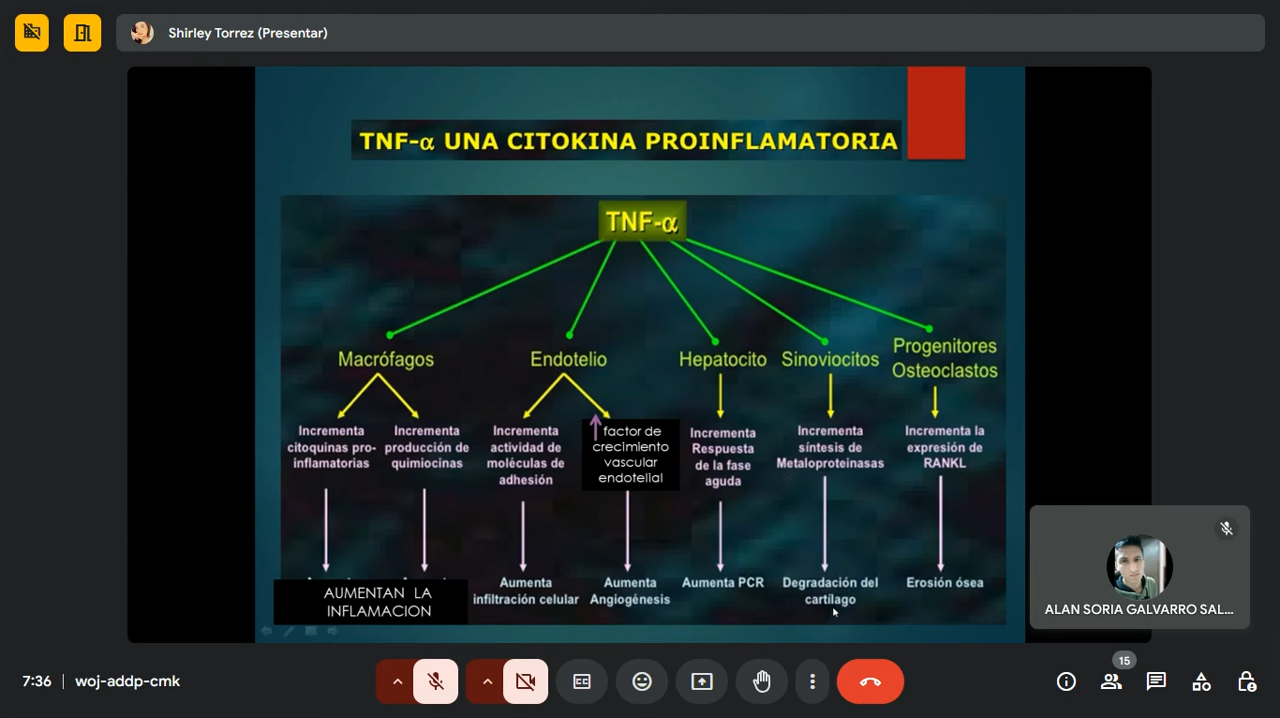 Shirley Torrez (Presentar)
TNF-α UNA CITOKINA PROINFLAMATORIA
TNF-α
Macrófagos
Endotelio
Hepatocito
Sinoviocitos
Progenitores
Osteoclastos
Incrementa
citoquinas pro-
inflamatorias
Incrementa
producción de
quimiocinas
Incrementa
actividad de
moléculas de
adhesión
factor de
crecimiento
vascular
endotelial
Incrementa
Respuesta
de la fase
aguda
Incrementa
síntesis de
Metaloproteinasas
Incrementa la
expresión de
RANKL
AUMENTAN LA
INFLAMACION
Aumenta
infiltración celular
Aumenta
Angiogénesis
Aumenta PCR
Degradación del
cartílago
Erosión ósea
ALAN SORIA GALVARRO SAL...
7:36
woj-addp-cmk
15